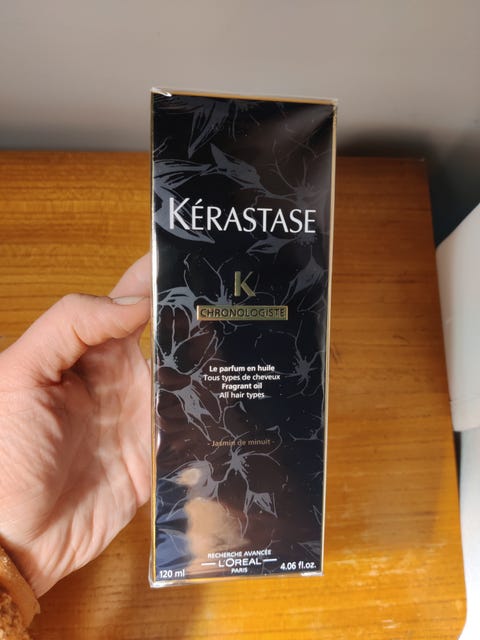 KÉRASTASE
K
CHRONOLOGISTE
Le parfum en huile
Tous types de cheveux
Fragrant oil
All hair types
- Jasmin de minuit -
RECHERCHE AVANCÉE
L'ORÉAL
PARIS
120 ml 4.06 fl.oz.